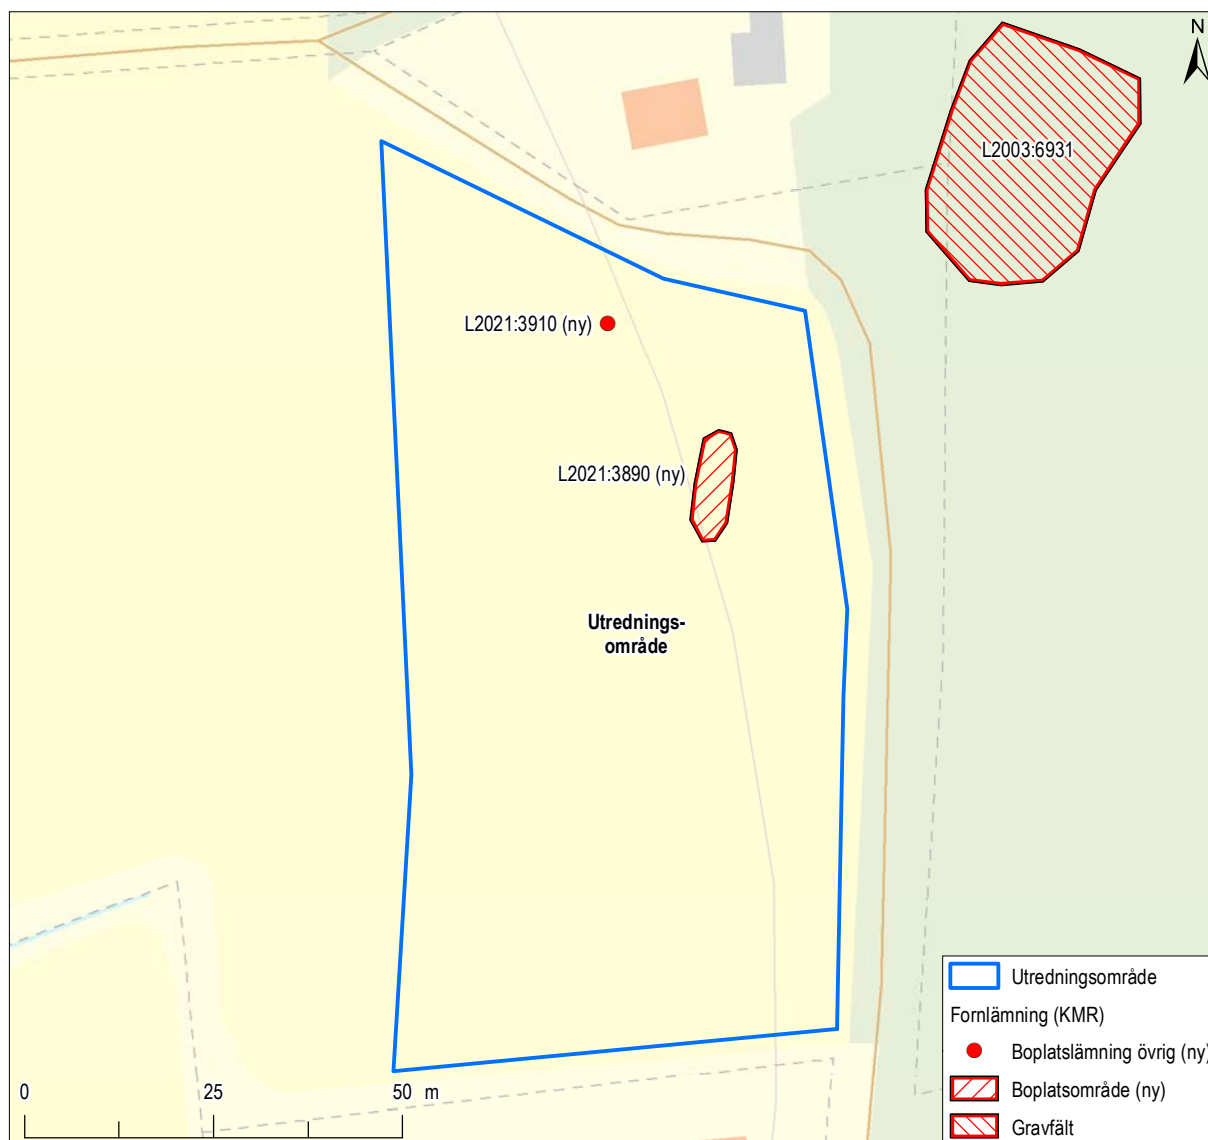 N
L2003:6931
L2021:3910 (ny)
L2021:3890 (ny)
Utrednings-
område
0 25 50 m
Utredningsområde
Fornlämning (KMR)
Boplatslämning övrig (ny)
Boplatsområde (ny)
Gravfält